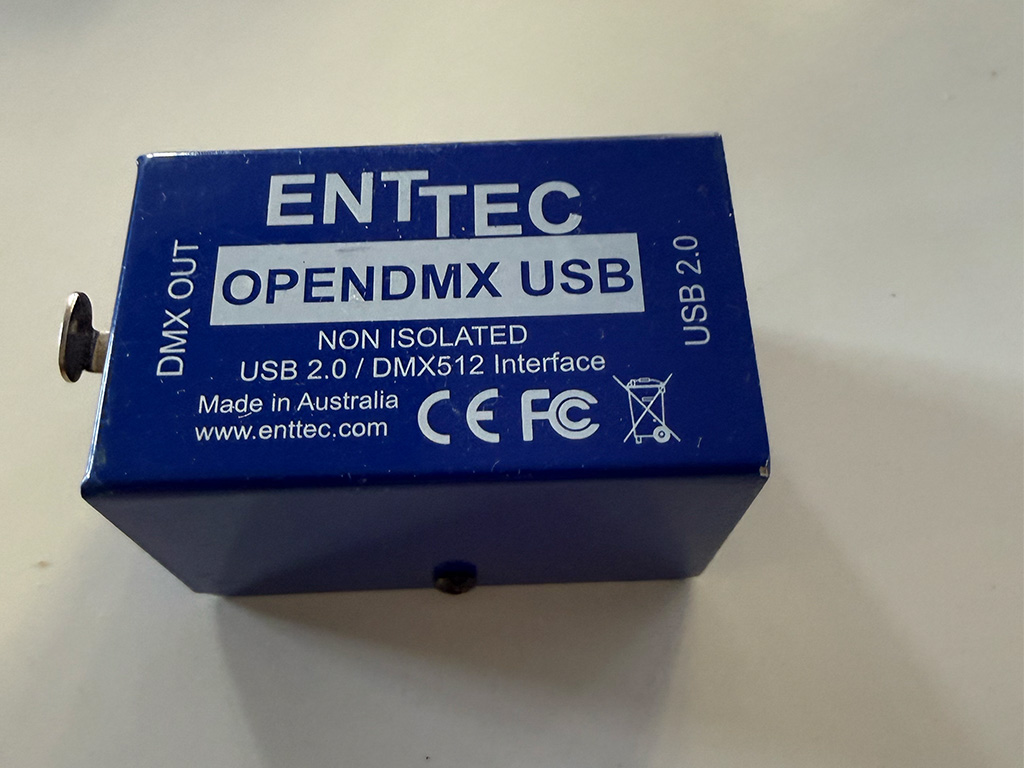 ENTTEC
OPENDMX USB
NON ISOLATED
USB 2.0 / DMX512 Interface
Made in Australia
www.enttec.com
CE FC
DMX OUT
USB 2.0